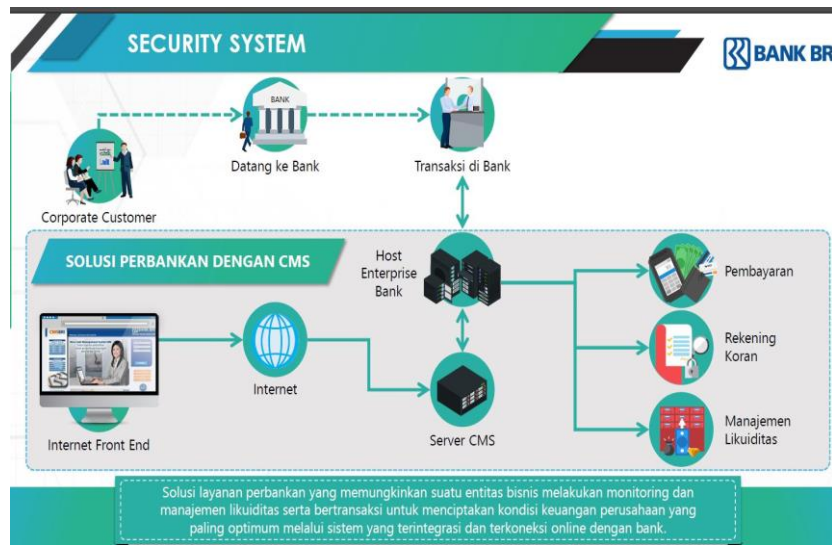 SECURITY SYSTEM
BANK BR
BANK
Datang ke Bank
Transaksi di Bank
Corporate Customer
SOLUSI PERBANKAN DENGAN CMS
Host
Enterprise
Bank
Pembayaran
Internet
Rekening
Koran
Internet Front End
Server CMS
Manajemen
Likuiditas
Solusi layanan perbankan yang memungkinkan suatu entitas bisnis melakukan monitoring dan
manajemen likuiditas serta bertransaksi untuk menciptakan kondisi keuangan perusahaan yang
paling optimum melalui sistem yang terintegrasi dan terkoneksi online dengan bank.